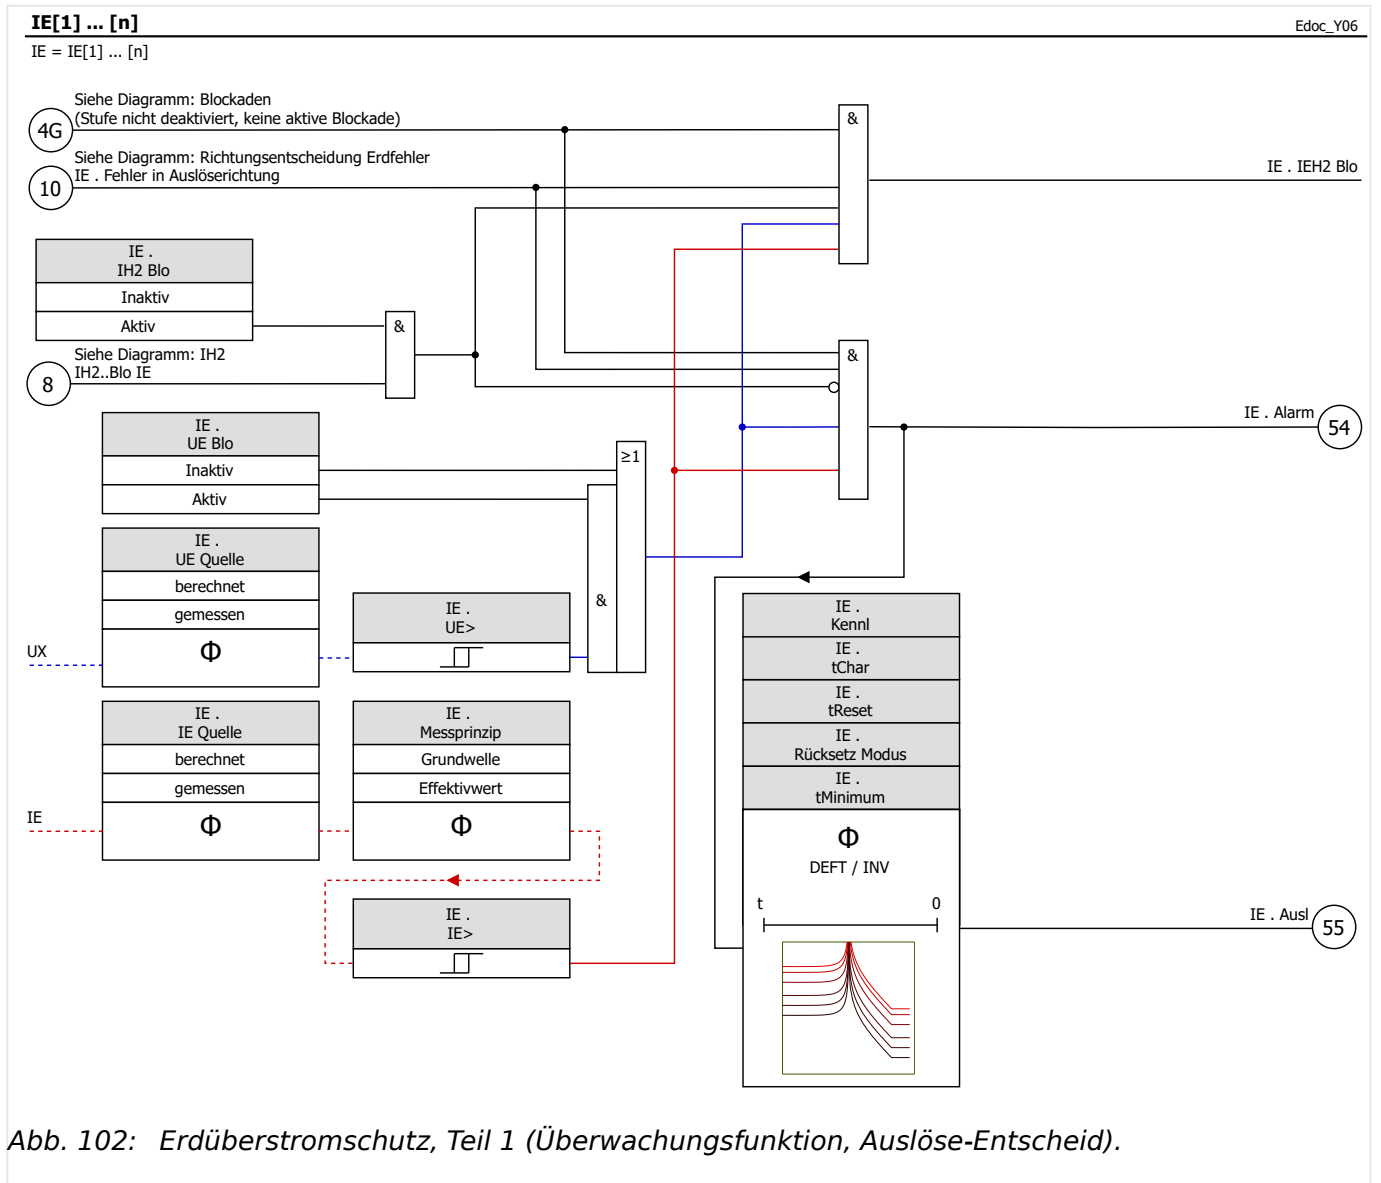 IE[1] ... [n]
Edoc_Y06
IE = IE[1] ... [n]
Siehe Diagramm: Blockaden
(Stufe nicht deaktiviert, keine aktive Blockade)
4G
&
Siehe Diagramm: Richtungsentscheidung Erdfehler
IE . Fehler in Auslöserichtung
10
IE . IEH2 Blo
IE .
IH2 Blo
Inaktiv
Aktiv
&
Siehe Diagramm: IH2
IH2..Blo IE
8
&
IE . Alarm
54
IE .
UE Blo
Inaktiv
Aktiv
≥1
&
IE .
UE Quelle
berechnet
gemessen
Φ
UX
IE .
UE>
IE .
IE Quelle
berechnet
gemessen
Φ
IE
IE .
Messprinzip
Grundwelle
Effektivwert
Φ
IE .
IE>
IE .
Kennl
IE .
tChar
IE .
tReset
IE .
Rücksetz Modus
IE .
tMinimum
Φ
DEFT / INV
t
0
IE . Ausl
55
Abb. 102: Erdüberstromschutz, Teil 1 (Überwachungsfunktion, Auslöse-Entscheid).